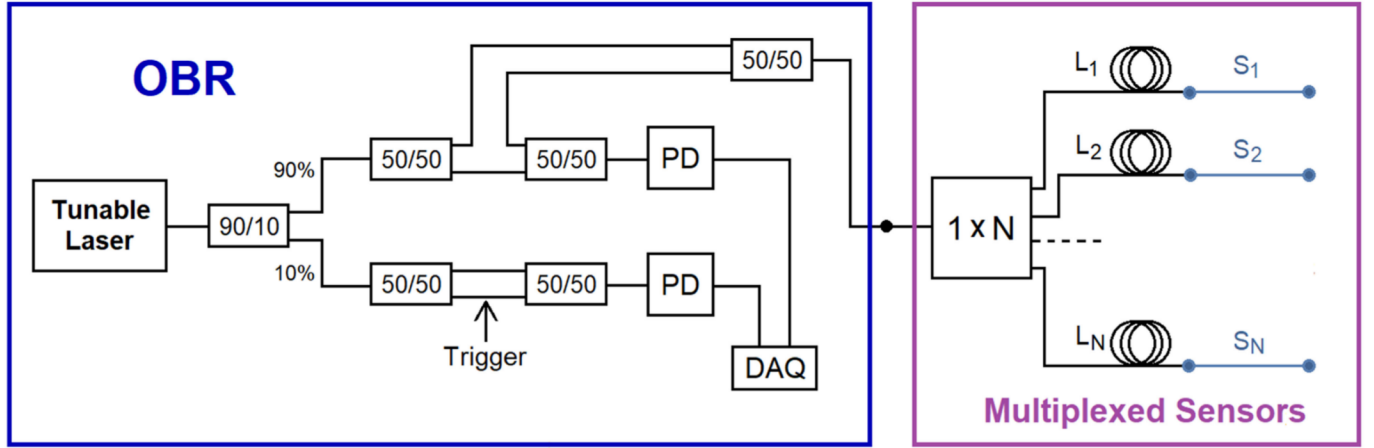 OBR
50/50
L1
S1
90%
50/50
50/50
PD
L2
S2
Tunable
Laser
90/10
1 x N
10%
50/50
50/50
PD
Trigger
DAQ
LN
SN
Multiplexed Sensors